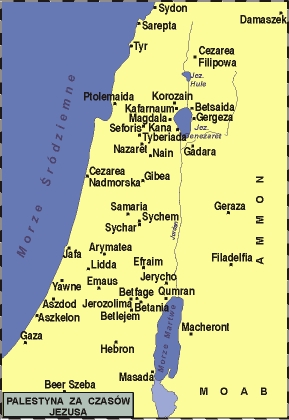 Sydon
Damaszek
Sarepta
Tyr
Cezarea
Filipowa
Jez.
Hule
Ptolemaida
Korozain
Kafarnaum
Betsaida
Magdala
Gergeza
Seforis
Kana
Jez.
Genezaret
Tyberiada
Nazaret
Nain
Gadara
Morze Śródziemne
Cezarea
Nadmorska
Gibea
Samaria
Sychem
Sychar
Geraza
AMMON
Jordan
Jafa
Arymatea
Lidda
Efraim
Filadelfia
Jerycho
Yawne
Emaus
Betfage
Qumran
Aszdod
Jerozolima
Betania
Aszkelon
Betlejem
Morze Martwe
Macheront
Gaza
Hebron
Masada
Beer Szeba
MOAB
PALESTYNA ZA CZASÓW
JEZUSA